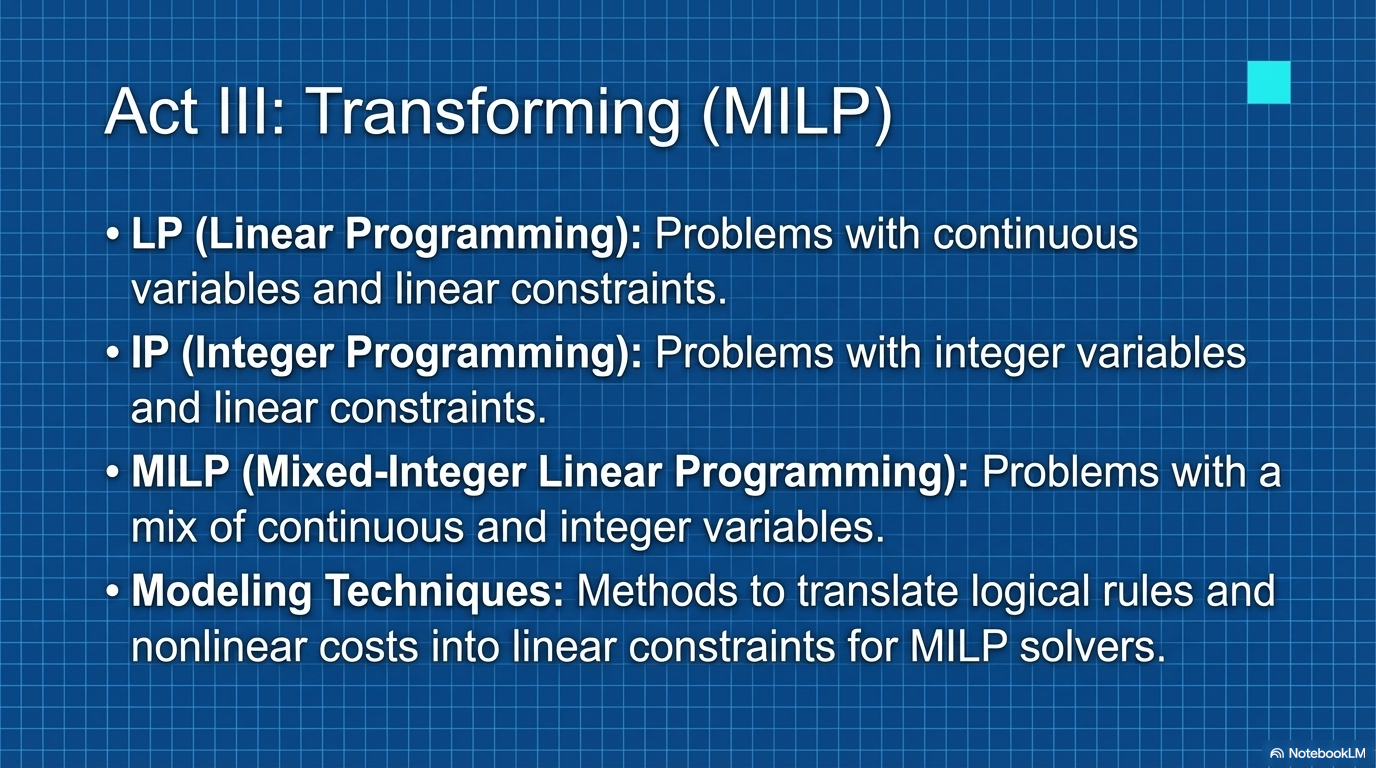 Act III: Transforming (MILP)
• LP (Linear Programming): Problems with continuous
variables and linear constraints.
• IP (Integer Programming): Problems with integer variables
and linear constraints.
• MILP (Mixed-Integer Linear Programming): Problems with a
mix of continuous and integer variables.
• Modeling Techniques: Methods to translate logical rules and
nonlinear costs into linear constraints for MILP solvers.
NotebookLM